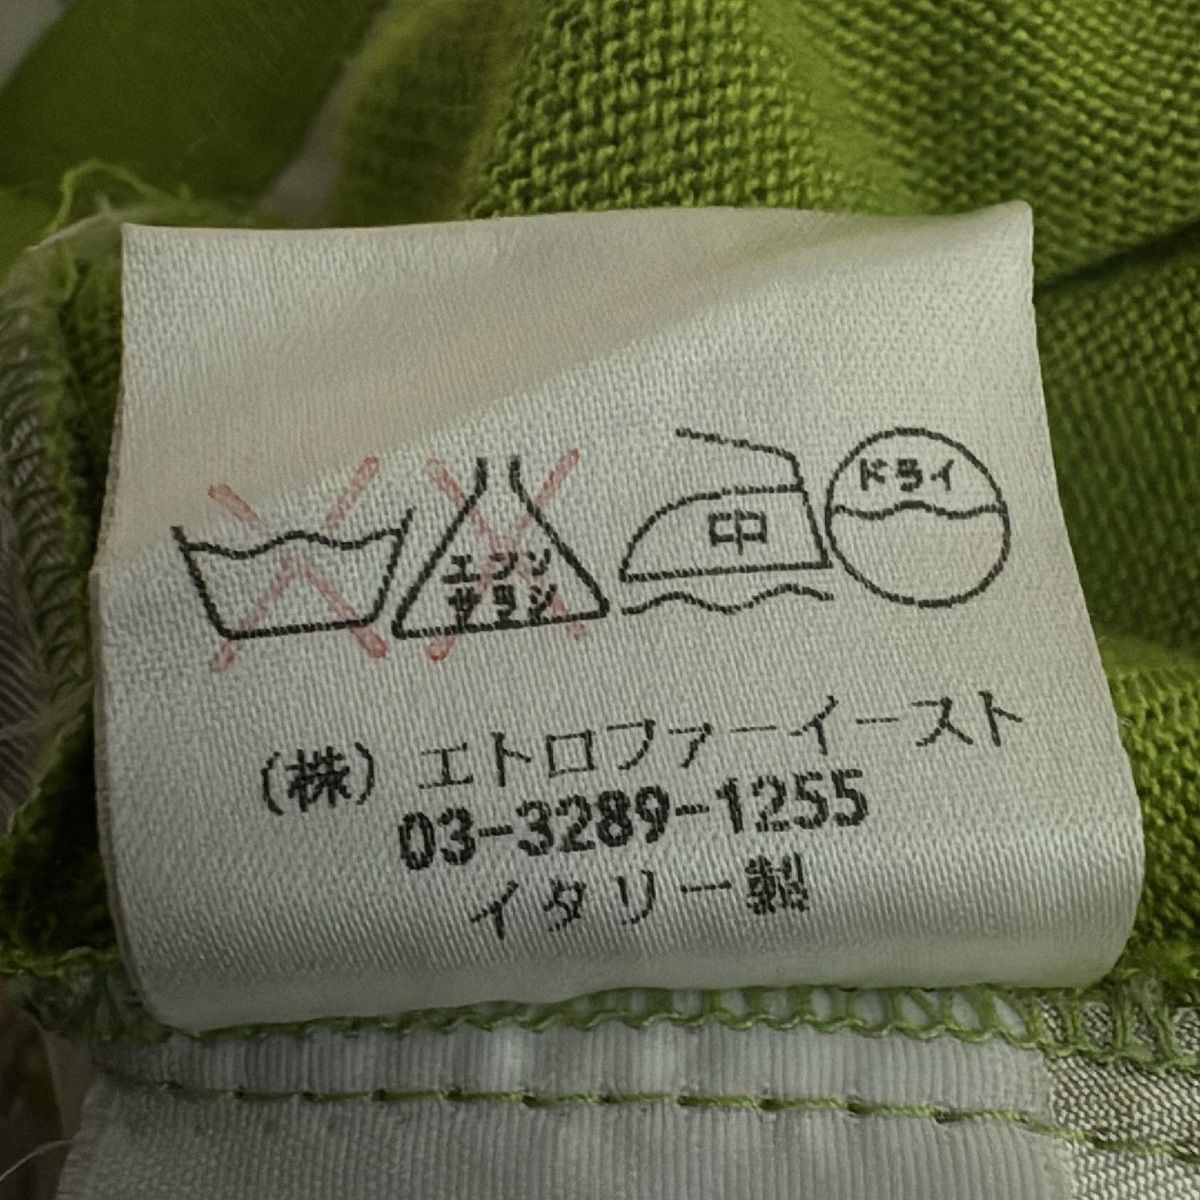 エンソ
サラシ
中
ドライ
(株) エトロファーイースト
03-3289-1255
イタリー製